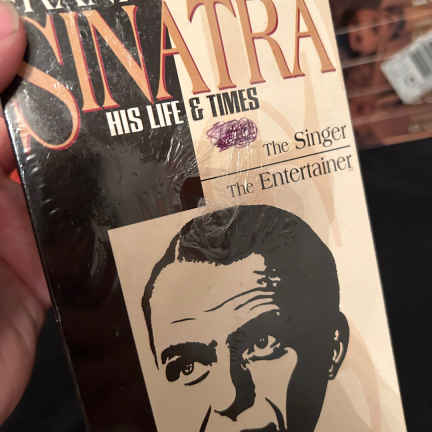 SINATRA
HIS LIFE & TIMES
The Singer
The Entertainer